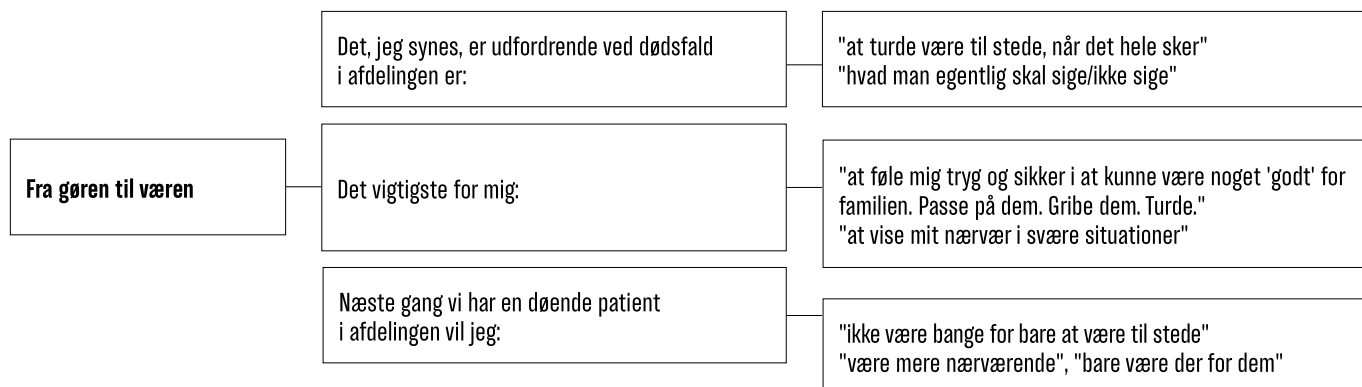 Fra gøren til væren
Det, jeg synes, er udfordrende ved dødsfald
i afdelingen er:
"at turde være til stede, når det hele sker"
"hvad man egentlig skal sige/ikke sige"
Det vigtigste for mig:
"at føle mig tryg og sikker i at kunne være noget 'godt' for
familien. Passe på dem. Gribe dem. Turde."
"at vise mit nærvær i svære situationer"
Næste gang vi har en døende patient
i afdelingen vil jeg:
"ikke være bange for bare at være til stede"
"være mere nærværende", "bare være der for dem"